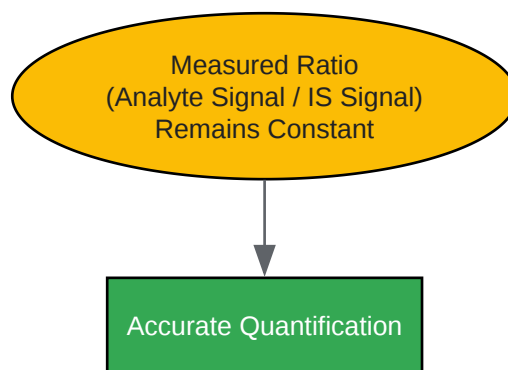 Measured Ratio
(Analyte Signal / IS Signal)
Remains Constant
Accurate Quantification